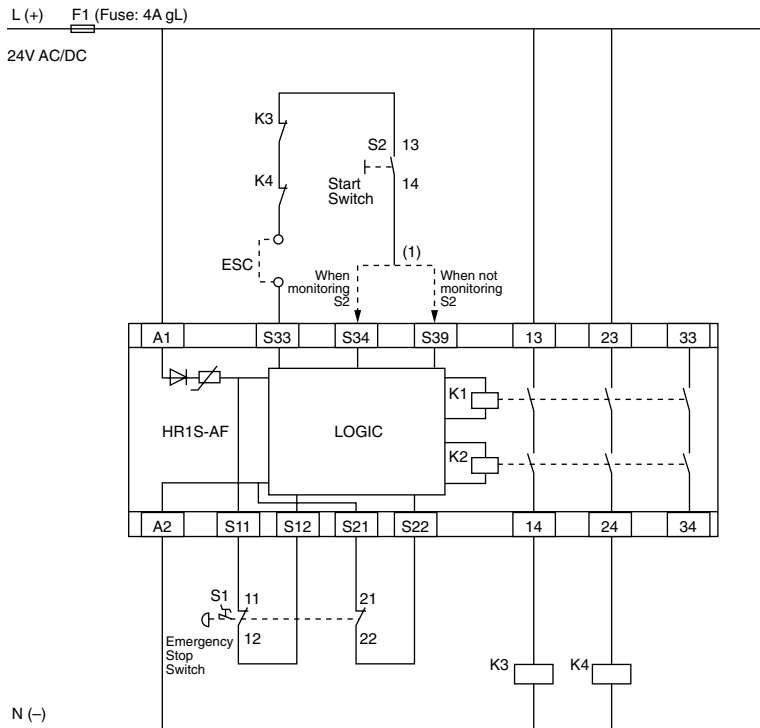 L (+) F1 (Fuse: 4A gL)
24V AC/DC
K3
S2 13
K4
14
Start
Switch
ESC
(1)
When
monitoring
S2
When not
monitoring
S2
A1 S33 S34 S39 13 23 33
K1
HR1S-AF
LOGIC
K2
A2 S11 S12 S21 S22 14 24 34
S1 11 21
12 22
Emergency
Stop
Switch
K3 K4
N (–)